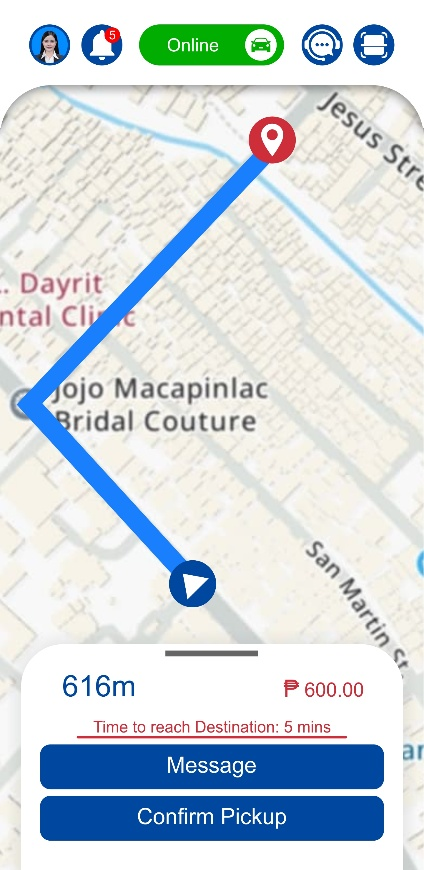 5
Online
Jesus Stre
. Dayrit
ntal Clinic
Jojo Macapinlac
Bridal Couture
San Martin St
ar
616m
₱ 600.00
Time to reach Destination: 5 mins
Message
Confirm Pickup